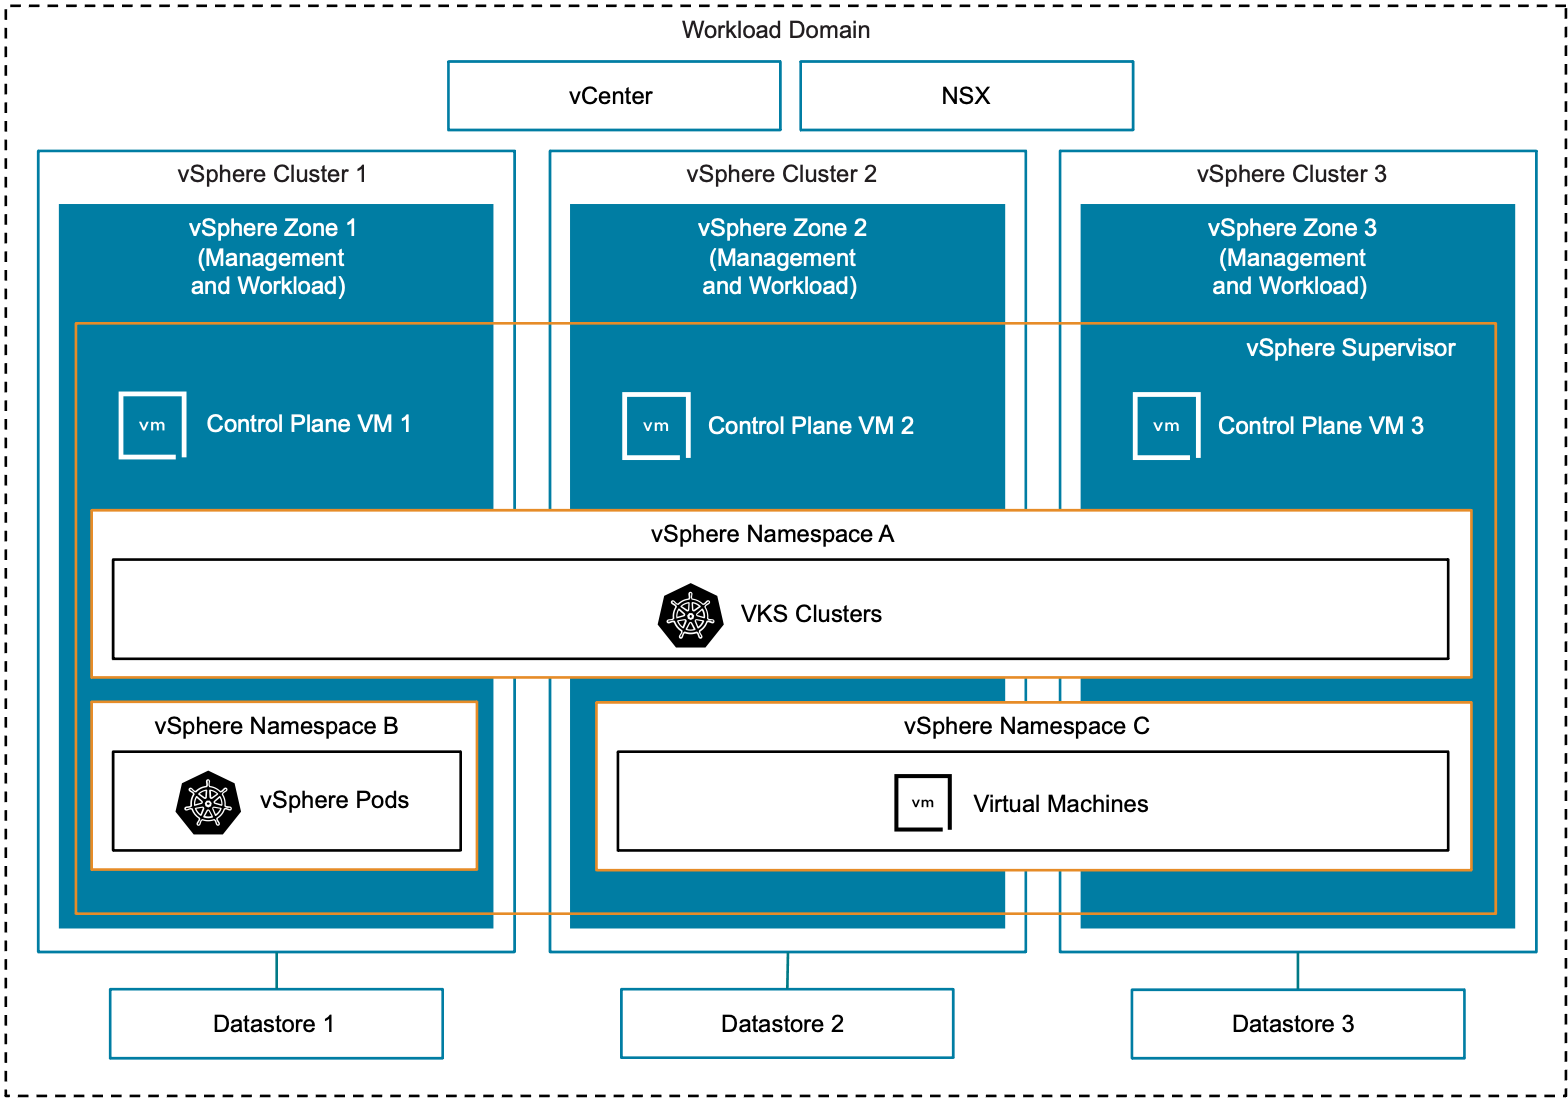 Workload Domain
vCenter
NSX
vSphere Cluster 1
vSphere Cluster 2
vSphere Cluster 3
vSphere Zone 1
(Management
and Workload)
vSphere Zone 2
(Management
and Workload)
vSphere Zone 3
(Management
and Workload)
vSphere Supervisor
vm
Control Plane VM 1
vm
Control Plane VM 2
vm
Control Plane VM 3
vSphere Namespace A
VKS Clusters
vSphere Namespace B
vSphere Pods
vSphere Namespace C
vm
Virtual Machines
Datastore 1
Datastore 2
Datastore 3